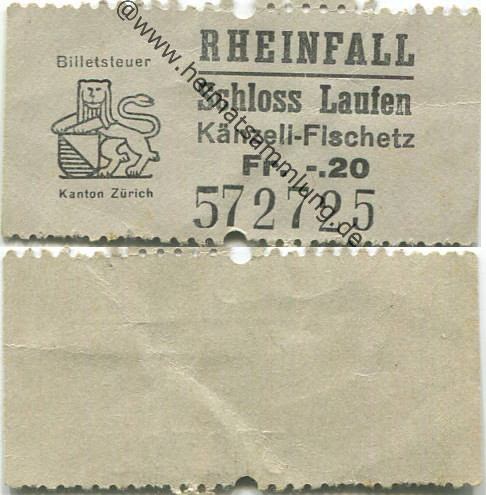 Billetsteuer
Kanton Zürich
RHEINFALL
Schloss Laufen
Känzeli-Fischetz
Fr. -.20
572725
@www.heimatsammlung.de